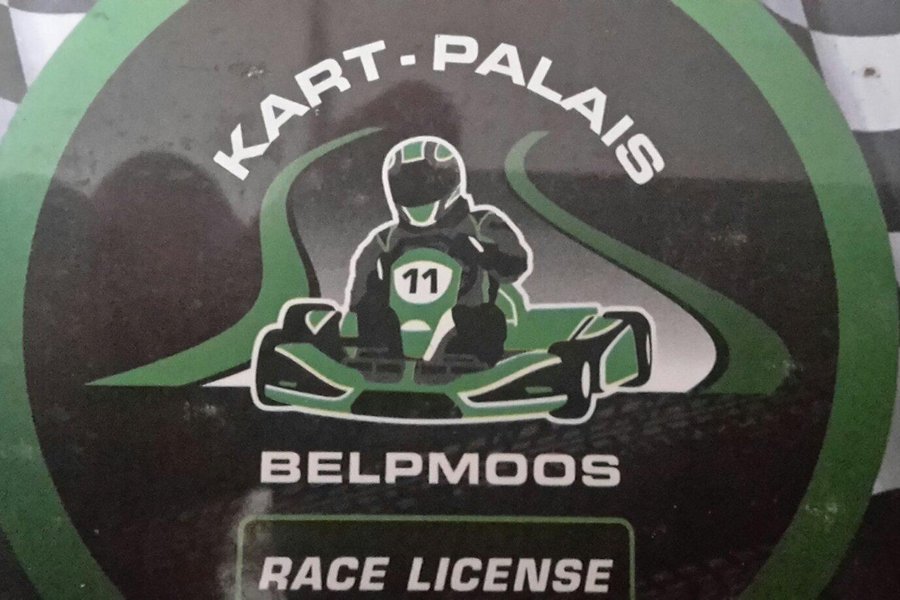 KART-PALAIS
11
BELPMOOS
RACE LICENSE